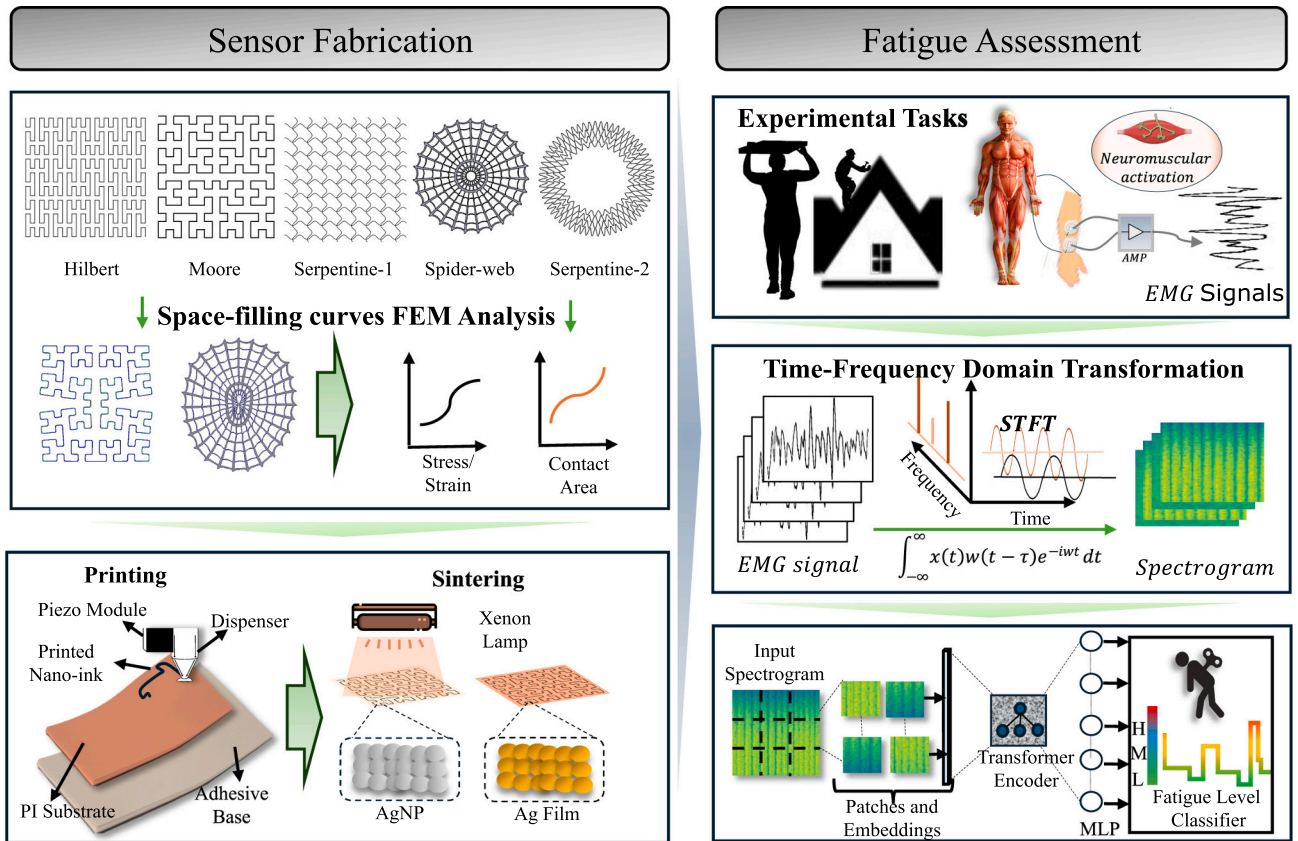 Sensor Fabrication
Hilbert
Moore
Serpentine-1
Spider-web
Serpentine-2
Space-filling curves FEM Analysis
Stress/
Strain
Contact
Area
Printing
Piezo Module
Dispenser
Printed
Nano-ink
PI Substrate
Adhesive
Base
Sintering
Xenon
Lamp
AgNP
Ag Film
Fatigue Assessment
Experimental Tasks
Neuromuscular
activation
AMP
EMG Signals
Time-Frequency Domain Transformation
STFT
Frequency
Time
EMG signal
∫_{-∞}^{∞} x(t)w(t − τ)e^{-iwt} dt
Spectrogram
Input
Spectrogram
Patches and
Embeddings
Transformer
Encoder
MLP
H
M
L
Fatigue Level
Classifier